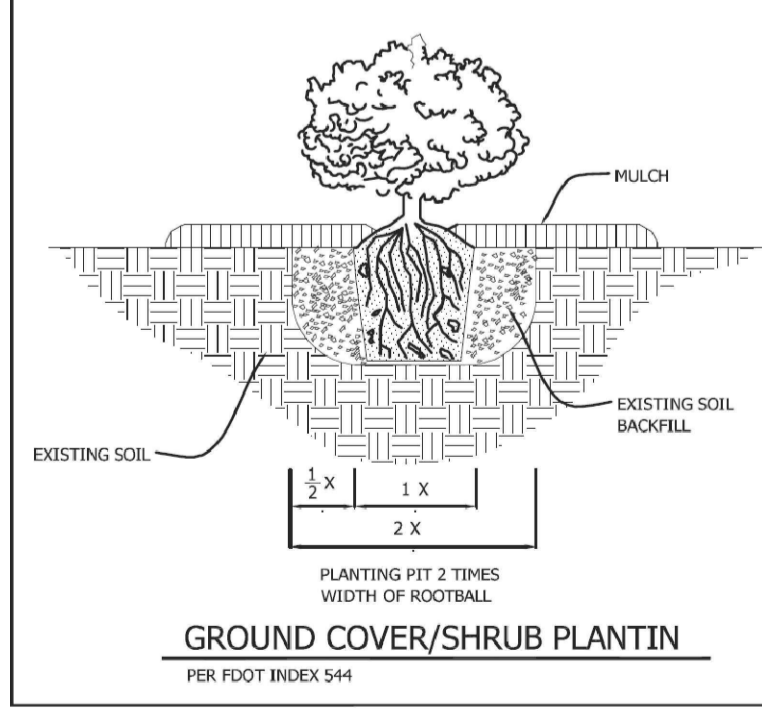 MULCH
EXISTING SOIL
BACKFILL
EXISTING SOIL
1/2 X
1 X
2 X
PLANTING PIT 2 TIMES
WIDTH OF ROOTBALL
GROUND COVER/SHRUB PLANTIN
PER FDOT INDEX 544